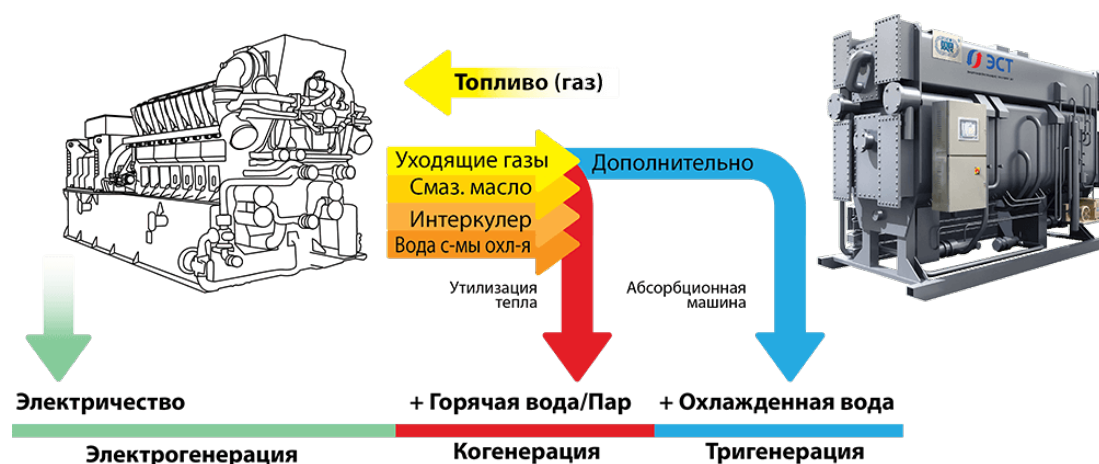 Топливо (газ)
ЭСТ
Уходящие газы
Дополнительно
Смаз. масло
Интеркулер
Вода с-мы охл-я
Утилизация
тепла
Абсорбционная
машина
Электричество
+ Горячая вода/Пар
+ Охлажденная вода
Электрогенерация
Когенерация
Тригенерация